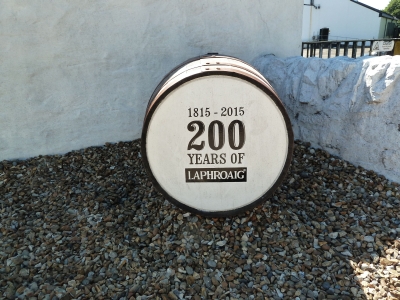 1815 - 2015
200
YEARS OF
LAPHROAIG